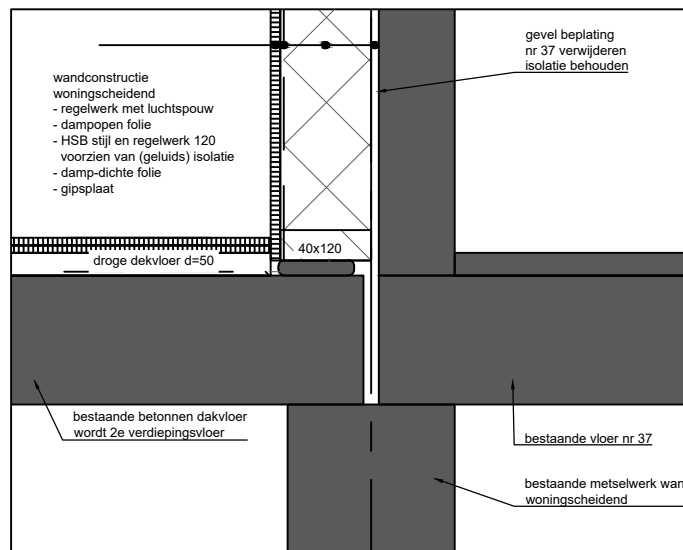 gevel beplating
nr 37 verwijderen
isolatie behouden
wandconstructie
woningscheidend
- regelwerk met luchtspouw
- dampopen folie
- HSB stijl en regelwerk 120
voorzien van (geluids) isolatie
- damp-dichte folie
- gipsplaat
40x120
droge dekvloer d=50
bestaande betonnen dakvloer
wordt 2e verdiepingsvloer
bestaande vloer nr 37
bestaande metselwerk wan
woningscheidend